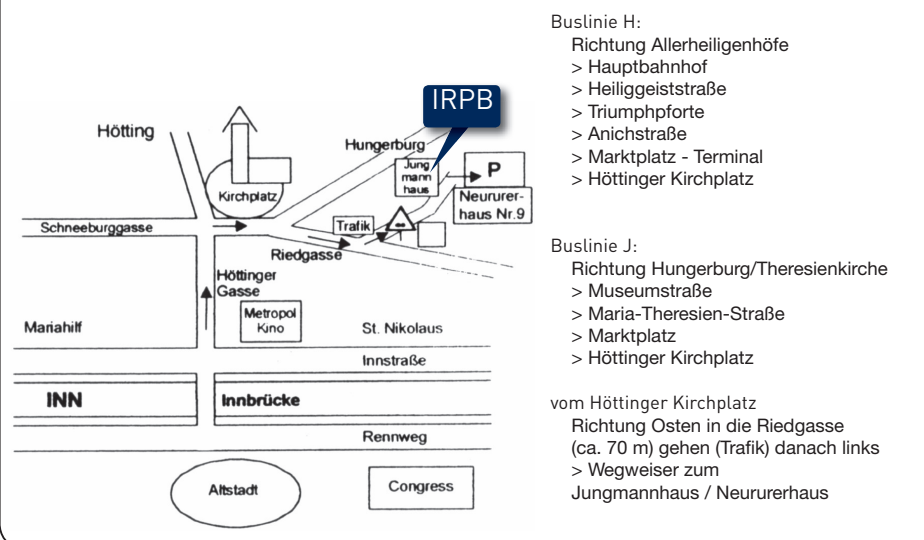 IRPB
Hötting
Hungerburg
Jung
mann
haus
P
Neururer-
haus Nr.9
Kirchplatz
Trafik
Schneeburggasse
Riedgasse
Höttinger
Gasse
Metropol
Kino
Mariahilf
St. Nikolaus
Innstraße
INN
Innbrücke
Rennweg
Altstadt
Congress
Buslinie H:
Richtung Allerheiligenhöfe
> Hauptbahnhof
> Heiliggeiststraße
> Triumphpforte
> Anichstraße
> Marktplatz - Terminal
> Höttinger Kirchplatz
Buslinie J:
Richtung Hungerburg/Theresienkirche
> Museumstraße
> Maria-Theresien-Straße
> Marktplatz
> Höttinger Kirchplatz
vom Höttinger Kirchplatz
Richtung Osten in die Riedgasse
(ca. 70 m) gehen (Trafik) danach links
> Wegweiser zum
Jungmannhaus / Neururerhaus